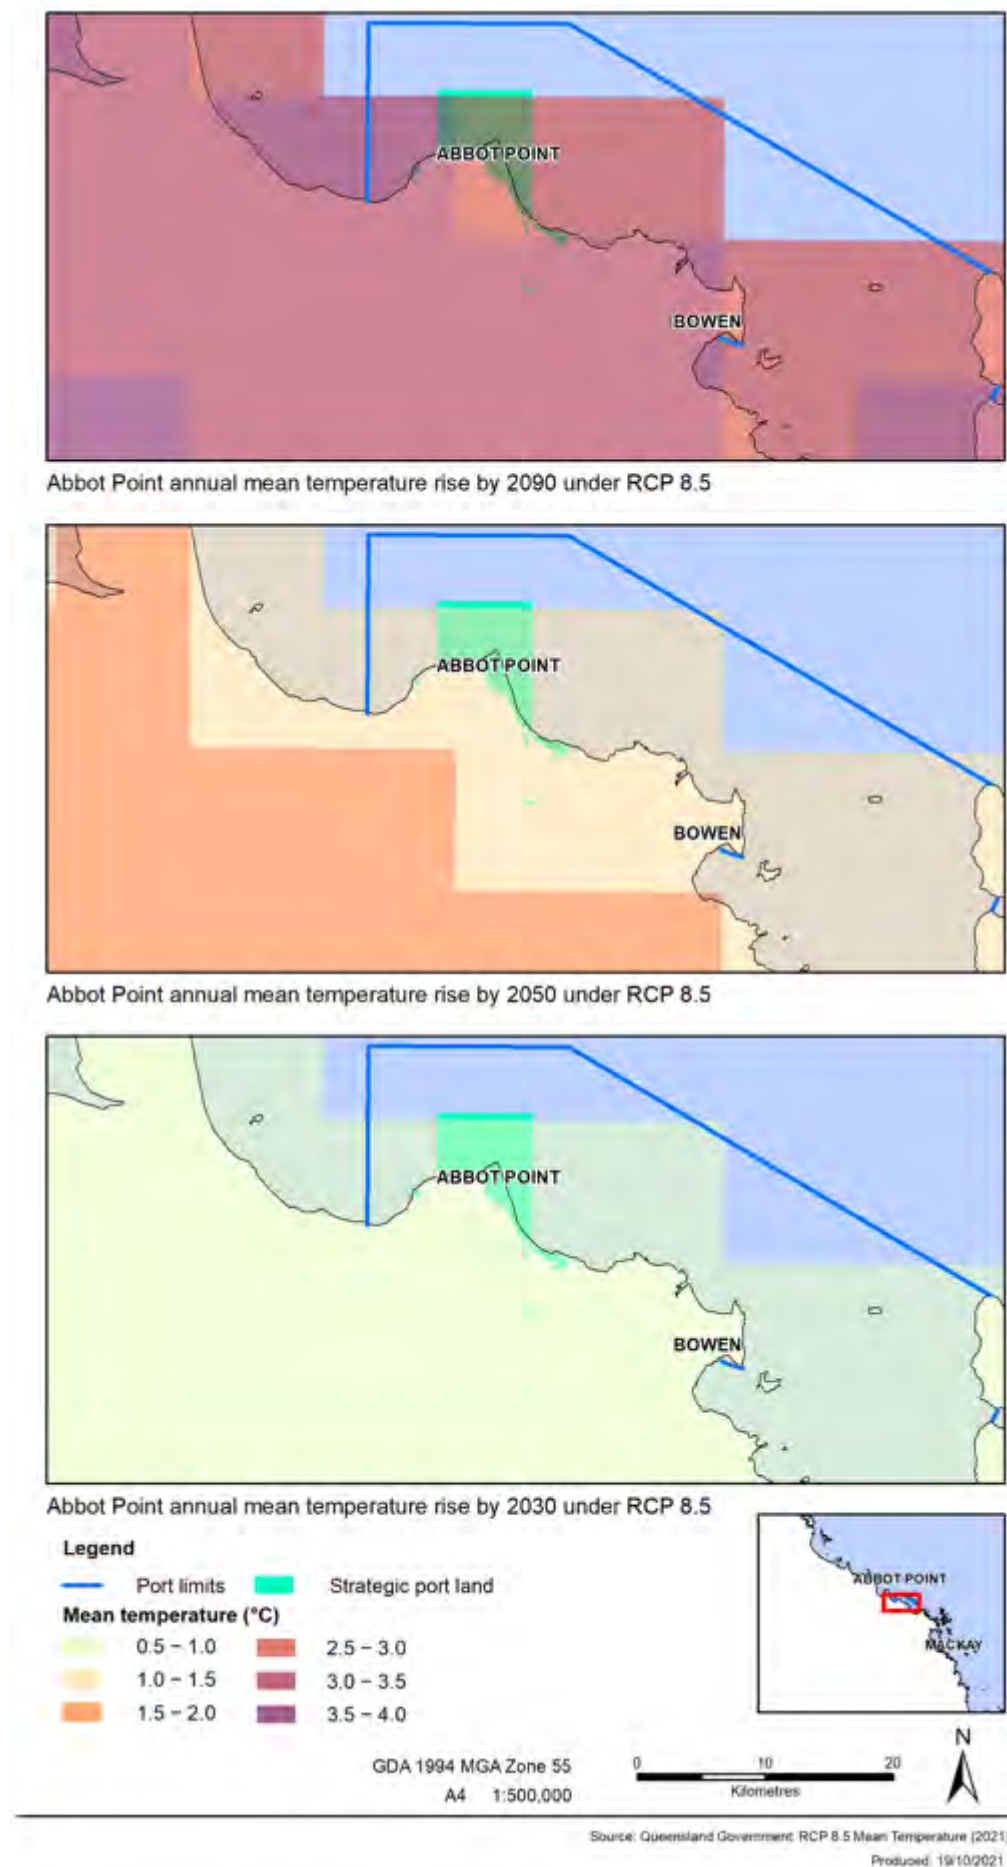 ABBOT POINT
BOWEN
Abbot Point annual mean temperature rise by 2090 under RCP 8.5
ABBOT POINT
BOWEN
Abbot Point annual mean temperature rise by 2050 under RCP 8.5
ABBOT POINT
BOWEN
Abbot Point annual mean temperature rise by 2030 under RCP 8.5
Legend
Port limits
Strategic port land
Mean temperature (°C)
0.5 – 1.0
2.5 – 3.0
1.0 – 1.5
3.0 – 3.5
1.5 – 2.0
3.5 – 4.0
ABBOT POINT
MACKAY
N
GDA 1994 MGA Zone 55
A4 1:500,000
0 10 20
Kilometres
Source: Queensland Government RCP 8.5 Mean Temperature (2021)
Produced: 19/10/2021